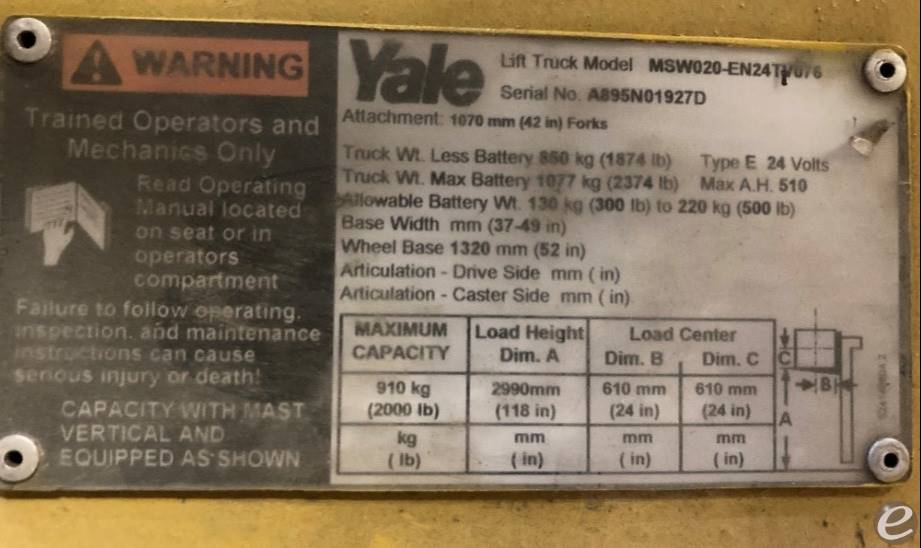 WARNING
Trained Operators and
Mechanics Only
Read Operating
Manual located
on seat or in
operators
compartment
Failure to follow operating,
inspection, and maintenance
instructions can cause
serious injury or death!
CAPACITY WITH MAST
VERTICAL AND
EQUIPPED AS SHOWN
Yale
Lift Truck Model MSW020-EN24TV076
Serial No. A895N01927D
Attachment: 1070 mm (42 in) Forks
Truck Wt. Less Battery 850 kg (1874 lb) Type E 24 Volts
Truck Wt. Max Battery 1077 kg (2374 lb) Max A.H. 510
Allowable Battery Wt. 130 kg (300 lb) to 220 kg (500 lb)
Base Width mm (37-49 in)
Wheel Base 1320 mm (52 in)
Articulation - Drive Side mm ( in)
Articulation - Caster Side mm ( in)
MAXIMUM CAPACITY Load Height Dim. A Load Center Dim. B Dim. C
910 kg 2990mm 610 mm 610 mm
(2000 lb) (118 in) (24 in) (24 in)
kg mm mm mm
( lb) ( in) ( in) ( in)
C
B
A
e